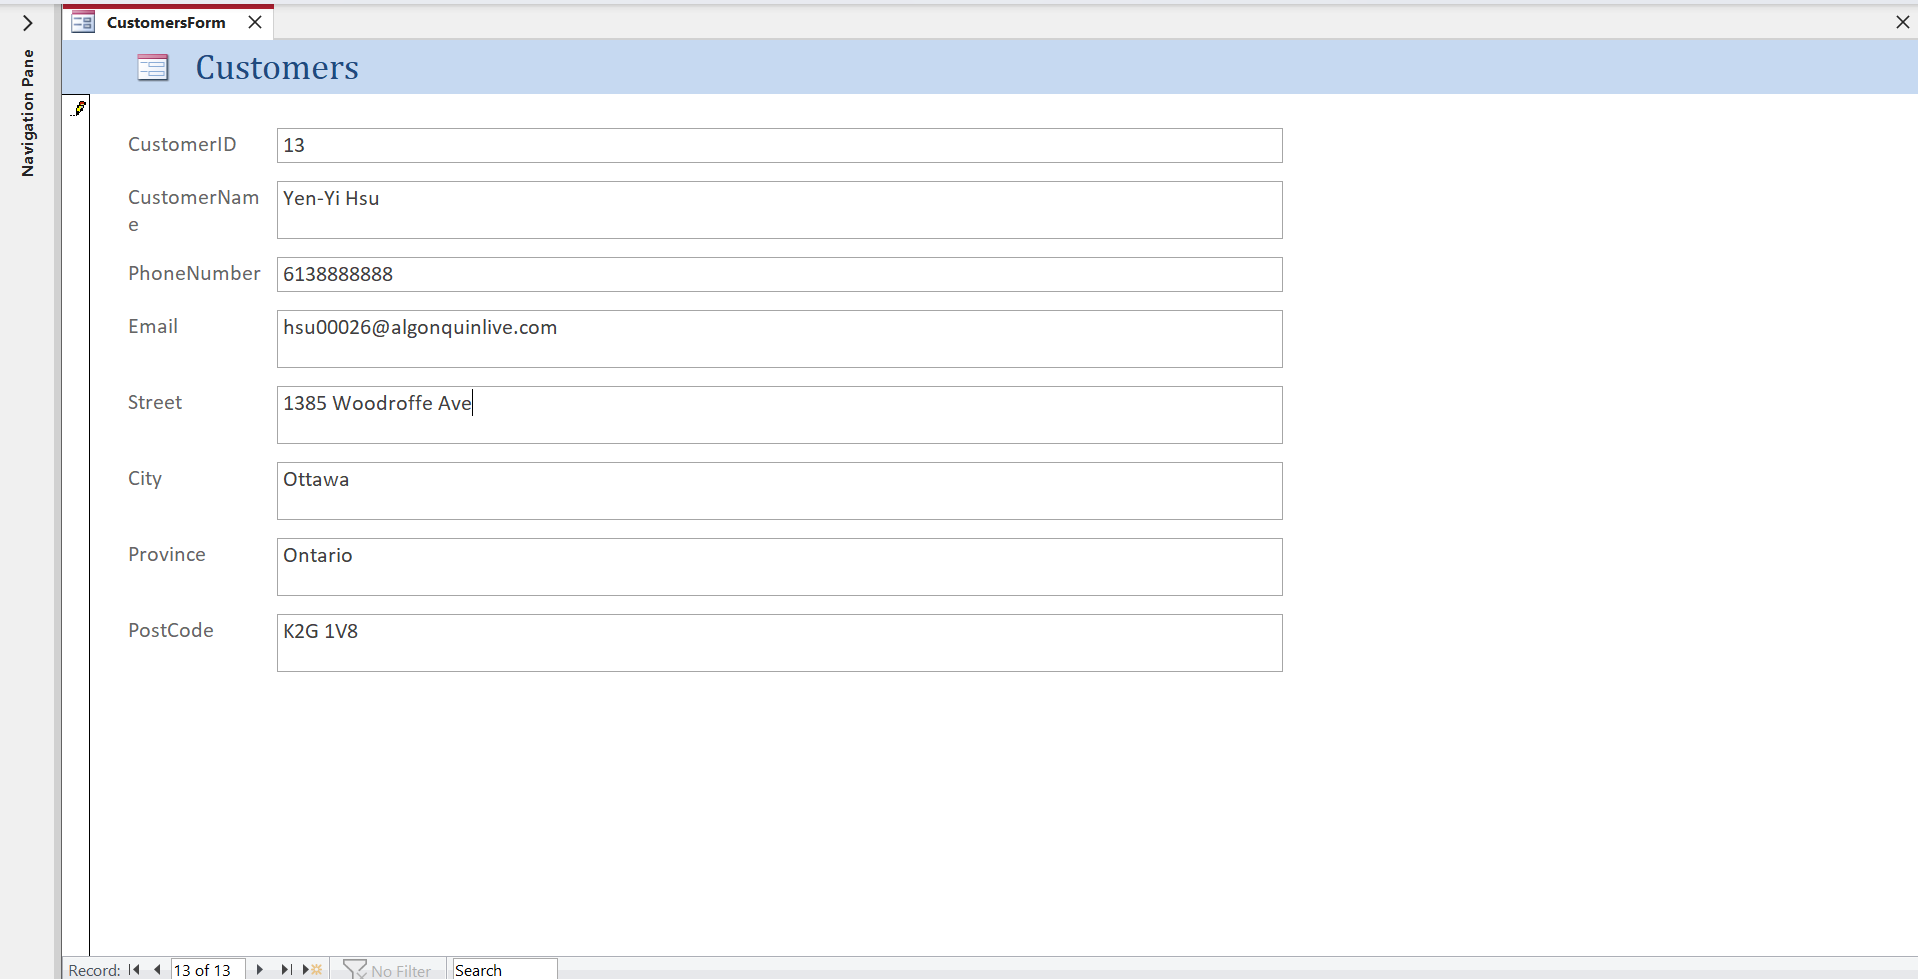 CustomersForm
Navigation Pane
Customers
CustomerID
13
CustomerNam
e
Yen-Yi Hsu
PhoneNumber
6138888888
Email
hsu00026@algonquinlive.com
Street
1385 Woodroffe Ave
City
Ottawa
Province
Ontario
PostCode
K2G 1V8
Record: 13 of 13 No Filter Search